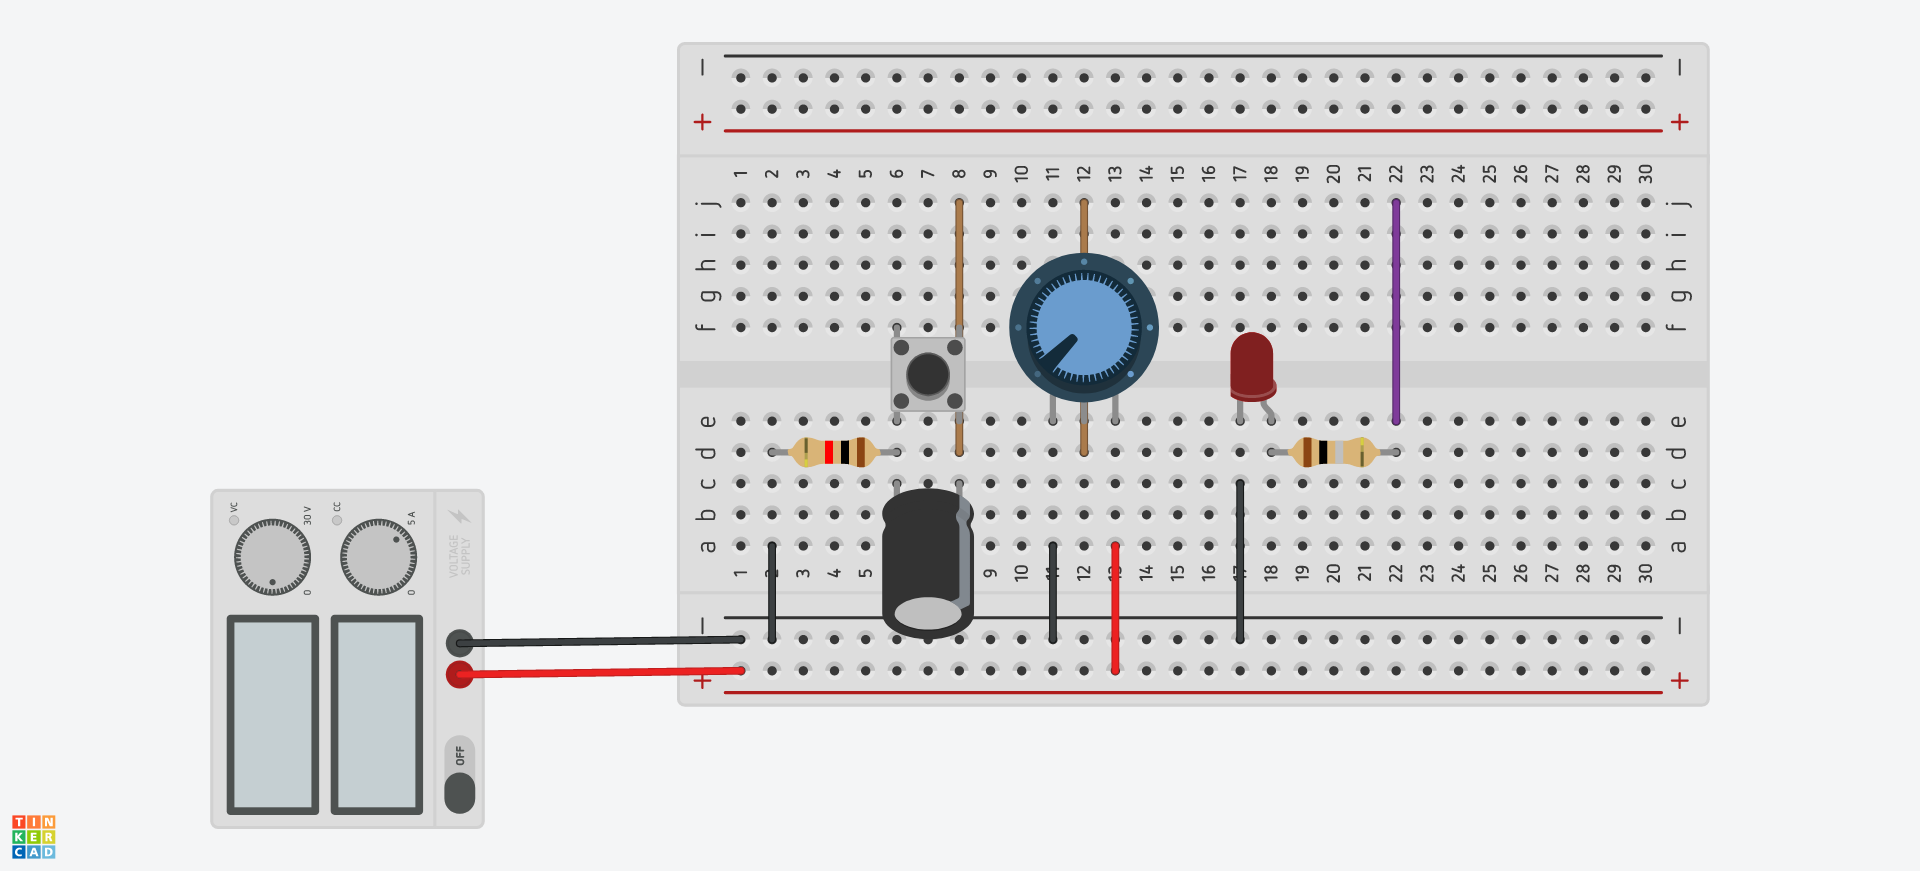 − −
+ +
1 2 3 4 5 6 7 8 9 10 11 12 13 14 15 16 17 18 19 20 21 22 23 24 25 26 27 28 29 30
j j
i i
h h
g g
f f
e e
d d
c c
b b
a a
1 2 3 4 5 9 10 11 12 13 14 15 16 17 18 19 20 21 22 23 24 25 26 27 28 29 30
− −
+ +
VC
30 V
0
CC
5 A
0
VOLTAGE
SUPPLY
OFF
TIN
KER
CAD